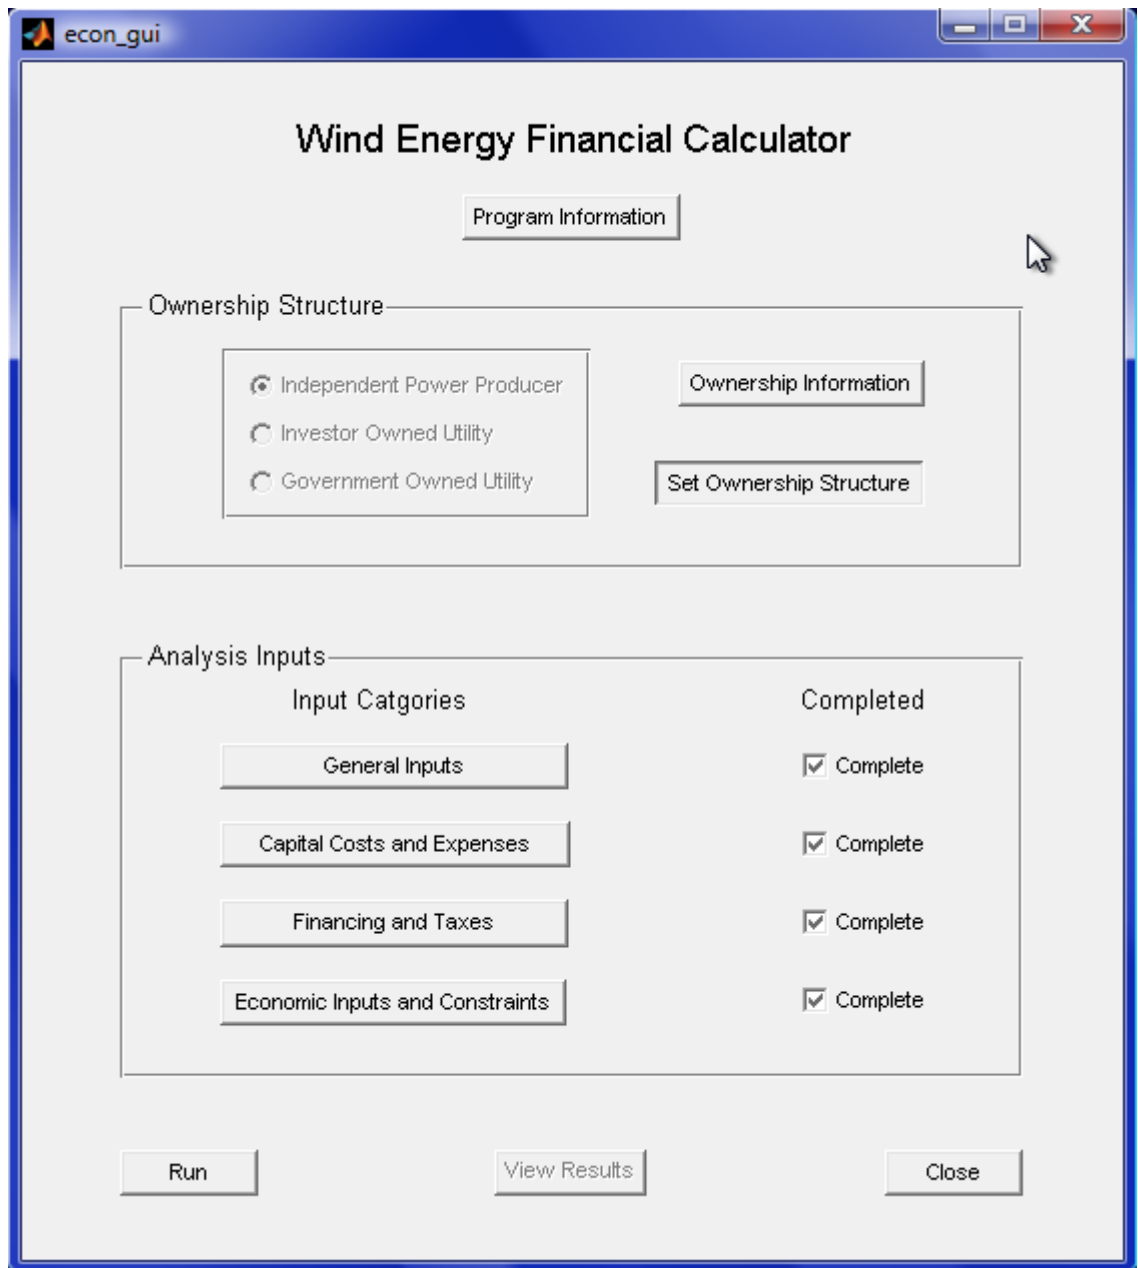 econ_gui
Wind Energy Financial Calculator
Program Information
Ownership Structure
Independent Power Producer
Ownership Information
Investor Owned Utility
Government Owned Utility
Set Ownership Structure
Analysis Inputs
Input Catgories Completed
General Inputs Complete
Capital Costs and Expenses Complete
Financing and Taxes Complete
Economic Inputs and Constraints Complete
Run View Results Close